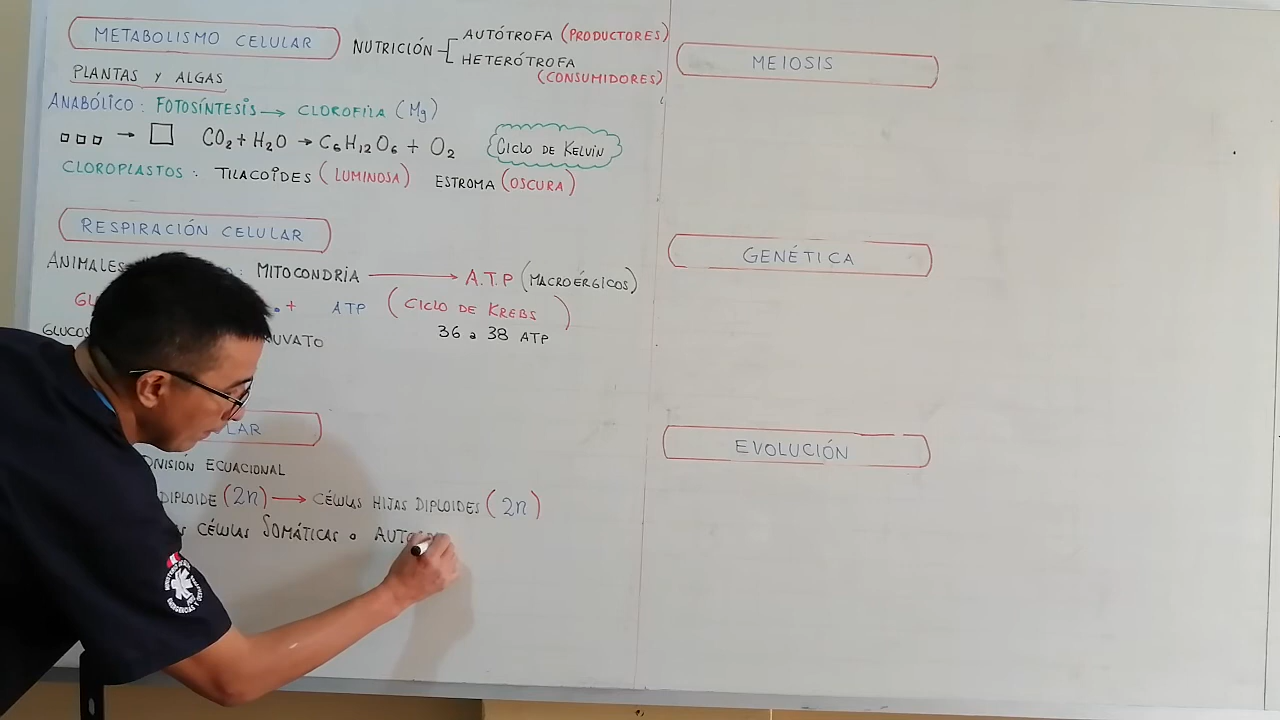 METABOLISMO CELULAR
NUTRICIÓN
AUTÓTROFA (PRODUCTORES)
HETERÓTROFA
(CONSUMIDORES)
PLANTAS Y ALGAS
ANABÓLICO: FOTOSÍNTESIS → CLOROFILA (Mg)
→ CO2 + H2O → C6H12O6 + O2
CICLO DE KELVIN
CLOROPLASTOS: TILACOIDES (LUMINOSA) ESTROMA (OSCURA)
RESPIRACIÓN CELULAR
ANIMALES : MITOCONDRIA → A.T.P (MACROÉRGICOS)
+ ATP (CICLO DE KREBS)
36 a 38 ATP
DIVISIÓN ECUACIONAL
DIPLOIDE (2n) → CÉLULAS HIJAS DIPLOIDES (2n)
CÉLULAS SOMÁTICAS o
MEIOSIS
GENÉTICA
EVOLUCIÓN